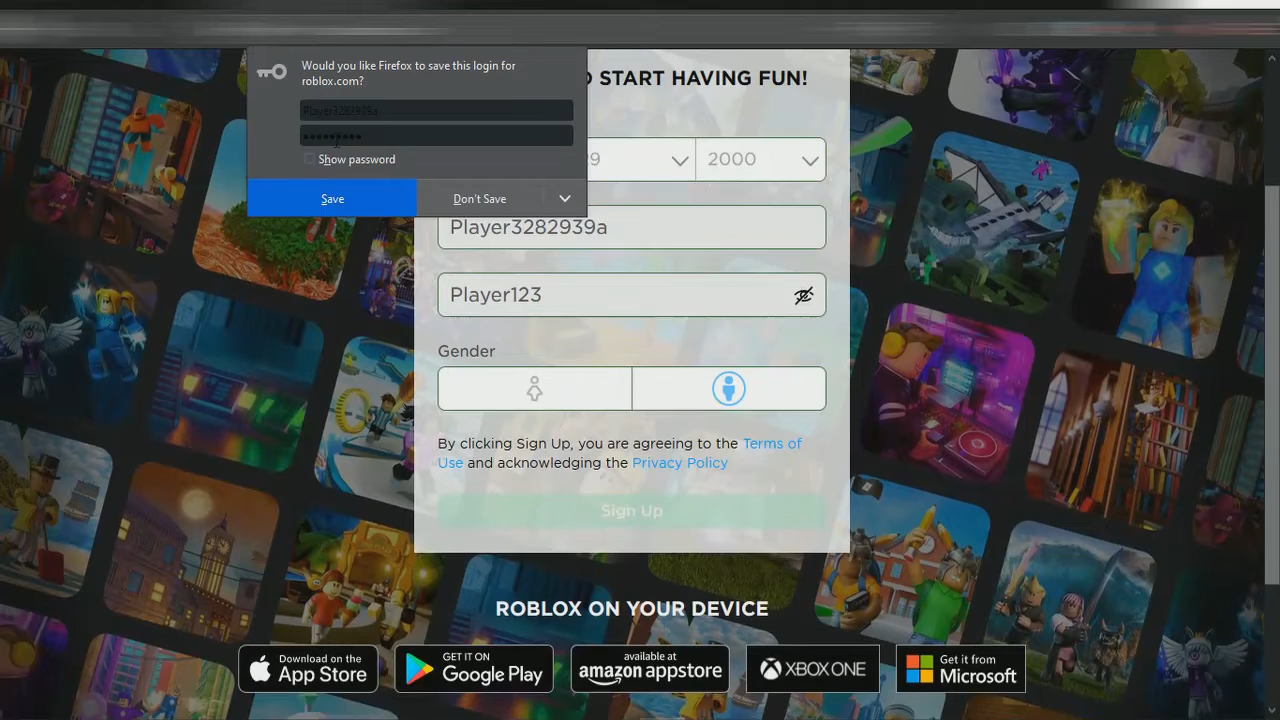 Would you like Firefox to save this login for
roblox.com?
Player3282939a
Show password
Save
Don't Save
START HAVING FUN!
9
2000
Player3282939a
Player123
Gender
By clicking Sign Up, you are agreeing to the Terms of
Use and acknowledging the Privacy Policy
Sign Up
ROBLOX ON YOUR DEVICE
Download on the
App Store
GET IT ON
Google Play
available at
amazon appstore
XBOX ONE
Get it from
Microsoft